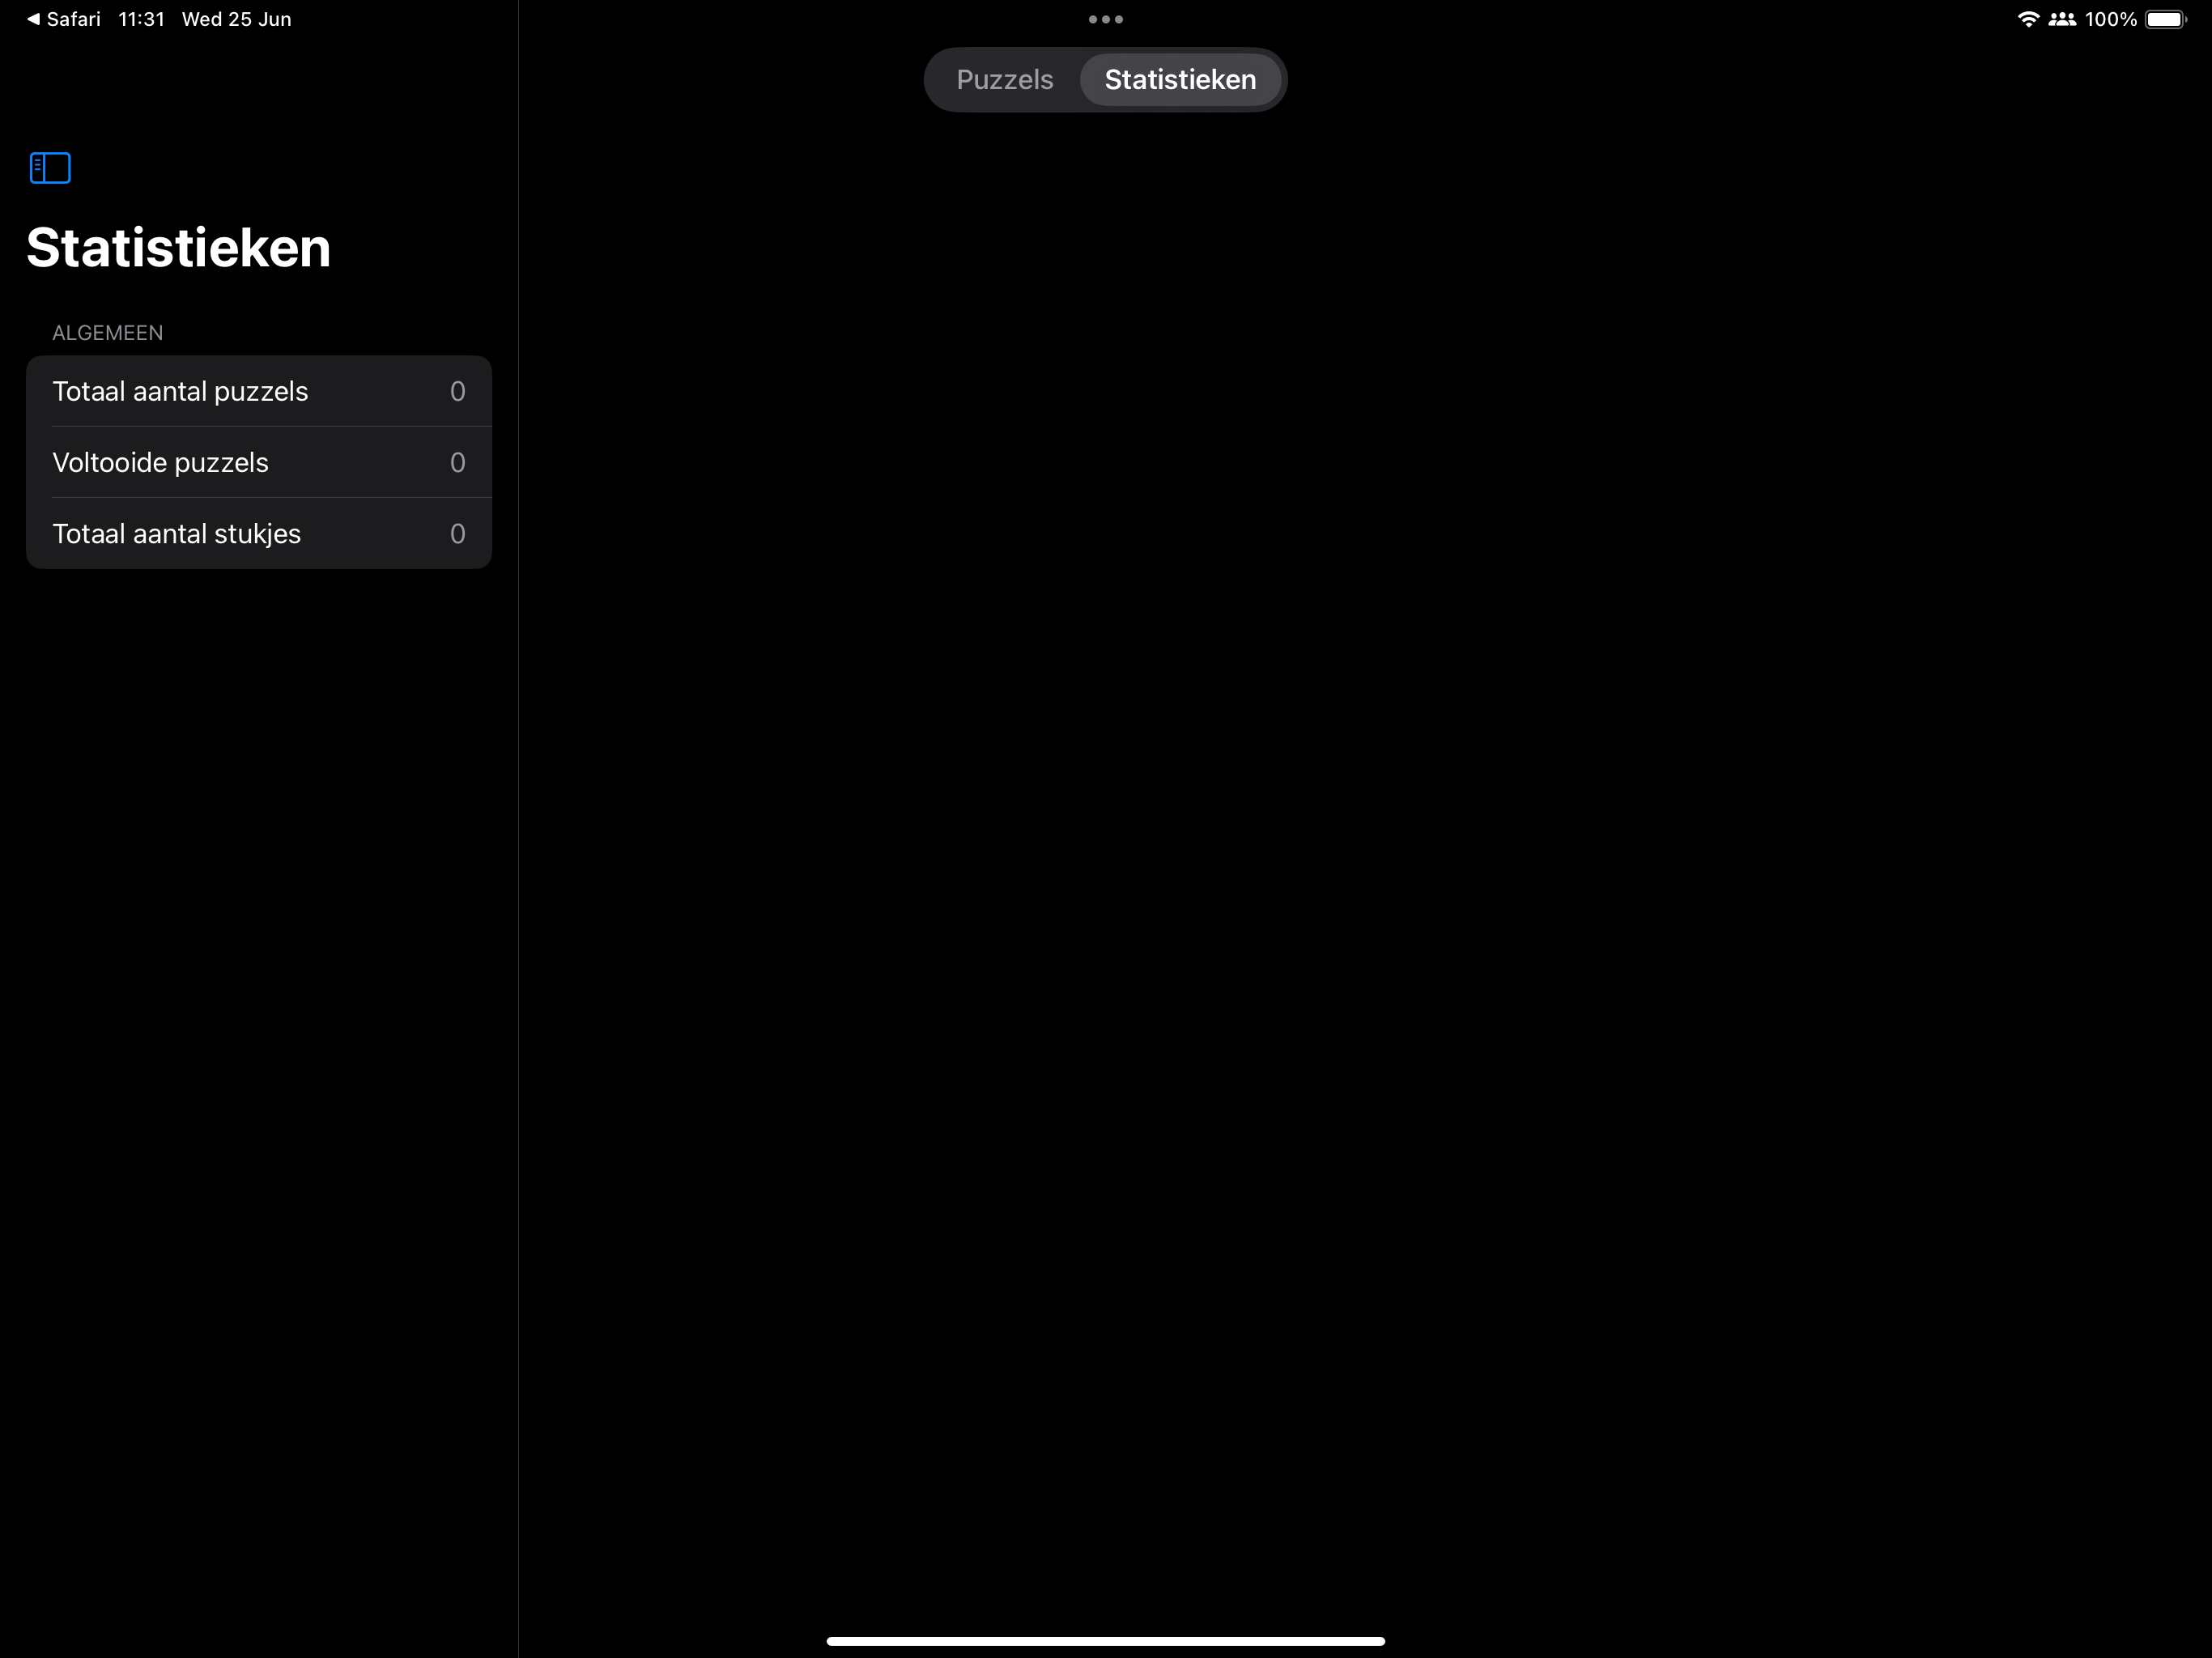 Safari 11:31 Wed 25 Jun
100%
Puzzels Statistieken
Statistieken
ALGEMEEN
Totaal aantal puzzels 0
Voltooide puzzels 0
Totaal aantal stukjes 0